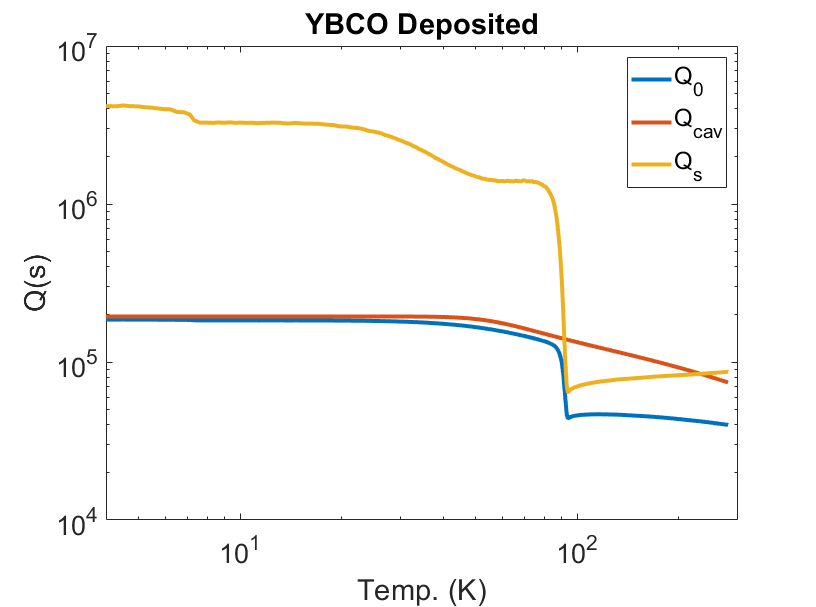 YBCO Deposited
10^7
10^6
10^5
10^4
Q(s)
Q_0
Q_cav
Q_s
10^1
10^2
Temp. (K)